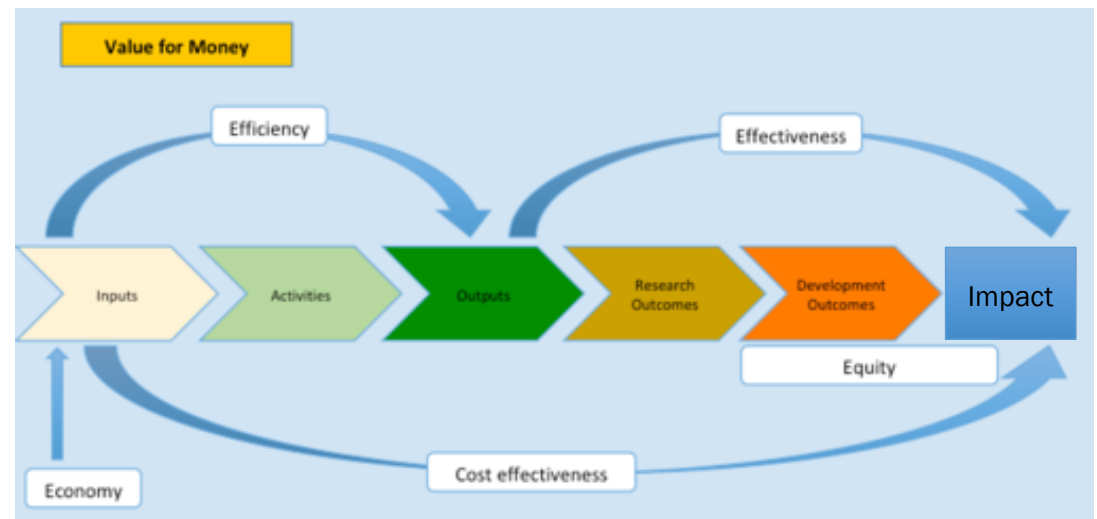 Value for Money
Efficiency
Effectiveness
Inputs
Activities
Outputs
Research
Outcomes
Development
Outcomes
Impact
Equity
Cost effectiveness
Economy